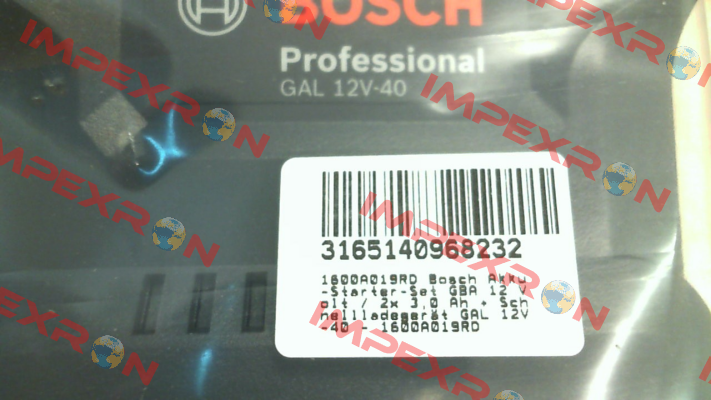 BOSCH
Professional
GAL 12V-40
3165140968232
1600A019RD Bosch Akku
-Starter-Set GBA 12 V
olt / 2x 3,0 Ah + Sch
nellladegerät GAL 12V
-40 - 1600A019RD
IMPEXRON
IMPEXRON
IMPEXRON
IMPEXRON
IMPEXRON
IMPEXRON